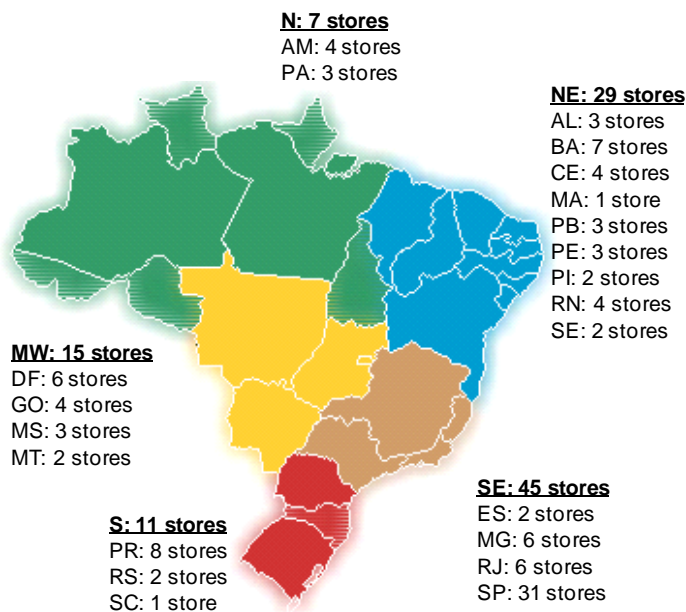 N: 7 stores
AM: 4 stores
PA: 3 stores
NE: 29 stores
AL: 3 stores
BA: 7 stores
CE: 4 stores
MA: 1 store
PB: 3 stores
PE: 3 stores
PI: 2 stores
RN: 4 stores
SE: 2 stores
MW: 15 stores
DF: 6 stores
GO: 4 stores
MS: 3 stores
MT: 2 stores
SE: 45 stores
ES: 2 stores
MG: 6 stores
RJ: 6 stores
SP: 31 stores
S: 11 stores
PR: 8 stores
RS: 2 stores
SC: 1 store